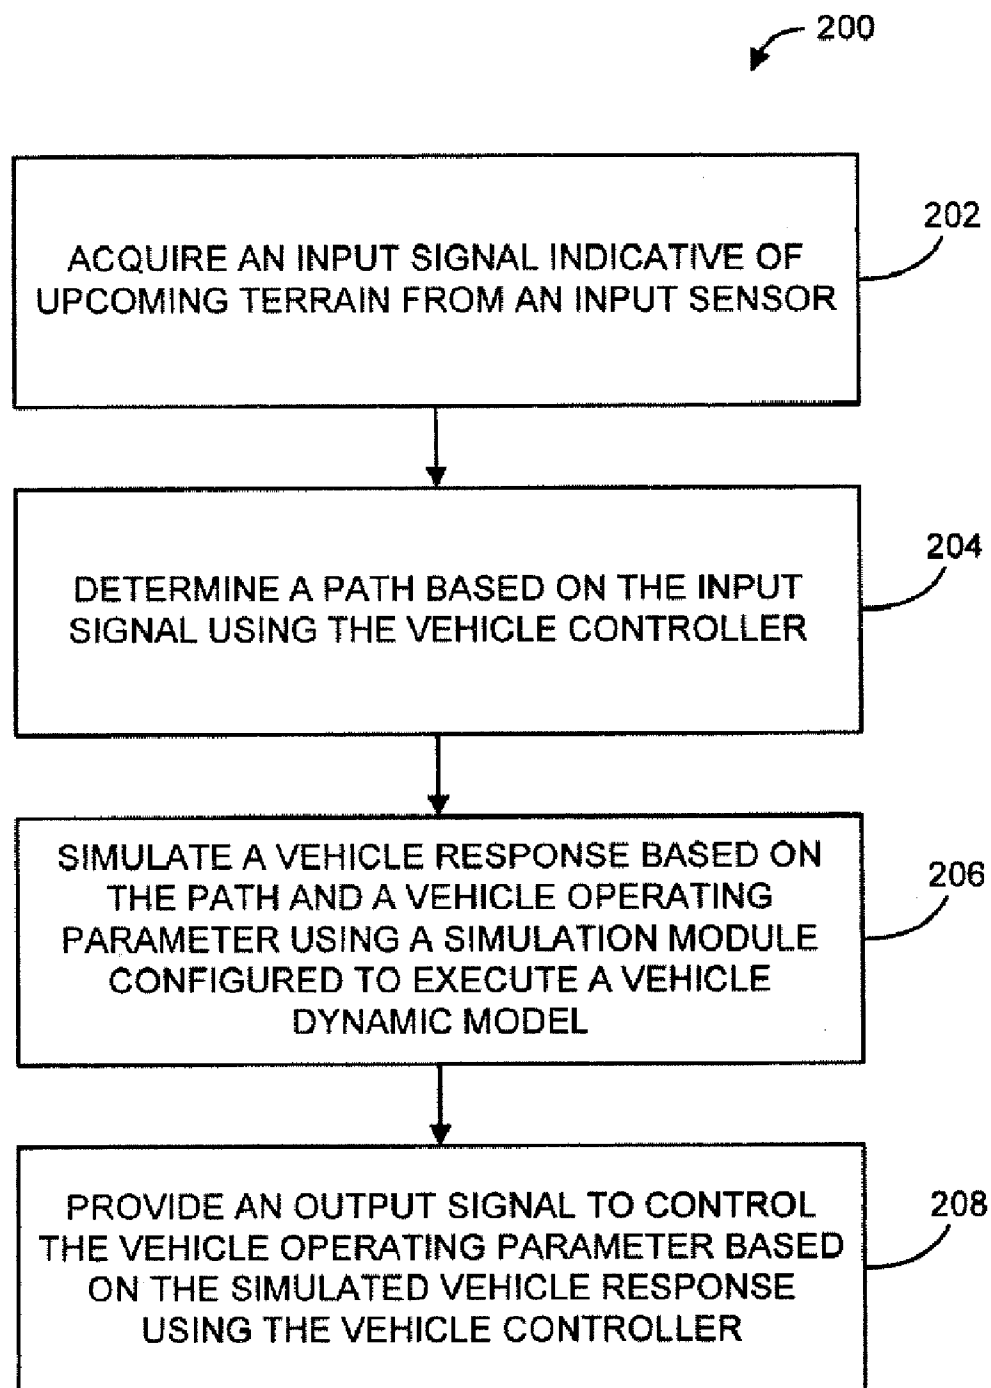 200
202
ACQUIRE AN INPUT SIGNAL INDICATIVE OF
UPCOMING TERRAIN FROM AN INPUT SENSOR
204
DETERMINE A PATH BASED ON THE INPUT
SIGNAL USING THE VEHICLE CONTROLLER
206
SIMULATE A VEHICLE RESPONSE BASED ON
THE PATH AND A VEHICLE OPERATING
PARAMETER USING A SIMULATION MODULE
CONFIGURED TO EXECUTE A VEHICLE
DYNAMIC MODEL
208
PROVIDE AN OUTPUT SIGNAL TO CONTROL
THE VEHICLE OPERATING PARAMETER BASED
ON THE SIMULATED VEHICLE RESPONSE
USING THE VEHICLE CONTROLLER